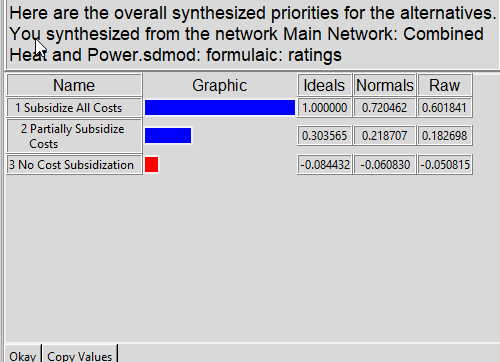 Here are the overall synthesized priorities for the alternatives.
You synthesized from the network Main Network: Combined
Heat and Power.sdmod: formulaic: ratings
Name Graphic Ideals Normals Raw
1 Subsidize All Costs 1.000000 0.720462 0.601841
2 Partially Subsidize
Costs 0.303565 0.218707 0.182698
3 No Cost Subsidization -0.084432 -0.060830 -0.050815
Okay Copy Values